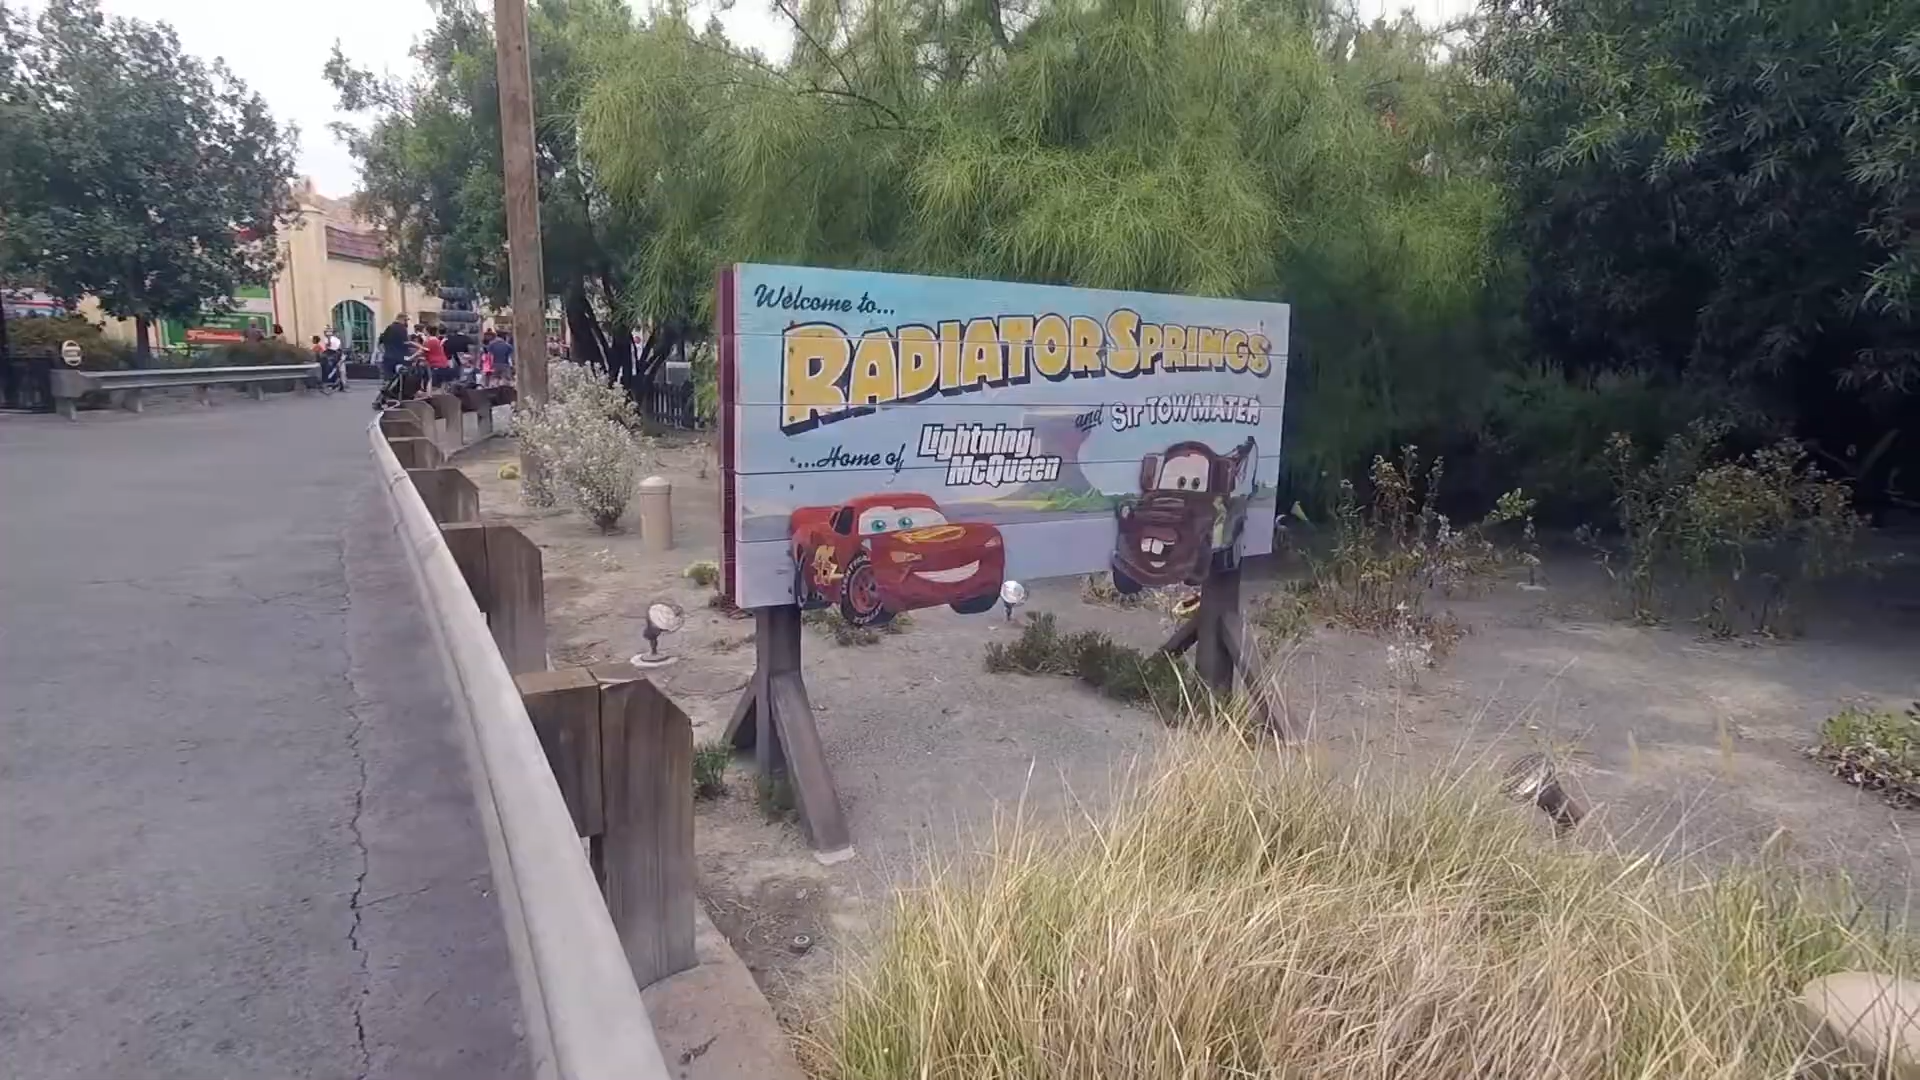 Welcome to...
RADIATOR SPRINGS
...Home of Lightning McQueen
and Sir TOW MATER